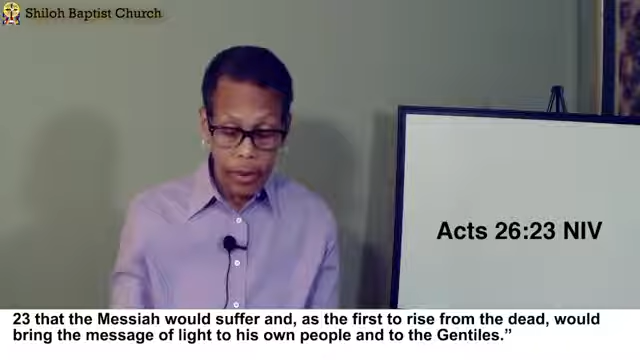 Shiloh Baptist Church
Acts 26:23 NIV
23 that the Messiah would suffer and, as the first to rise from the dead, would
bring the message of light to his own people and to the Gentiles.”